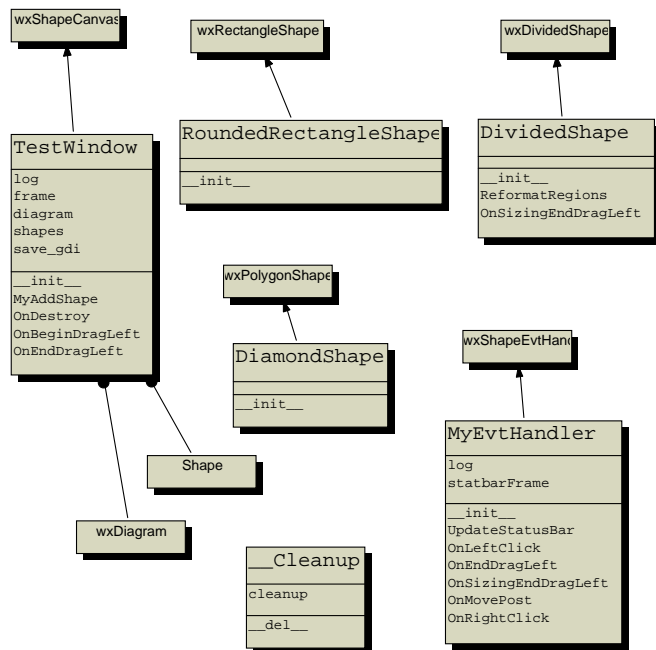 wxShapeCanvas
wxRectangleShape
wxDividedShape
TestWindow
log
frame
diagram
shapes
save_gdi
__init__
MyAddShape
OnDestroy
OnBeginDragLeft
OnEndDragLeft
RoundedRectangleShape
__init__
DividedShape
__init__
ReformatRegions
OnSizingEndDragLeft
wxPolygonShape
DiamondShape
__init__
wxShapeEvtHand
MyEvtHandler
log
statbarFrame
__init__
UpdateStatusBar
OnLeftClick
OnEndDragLeft
OnSizingEndDragLeft
OnMovePost
OnRightClick
Shape
wxDiagram
__Cleanup
cleanup
__del__